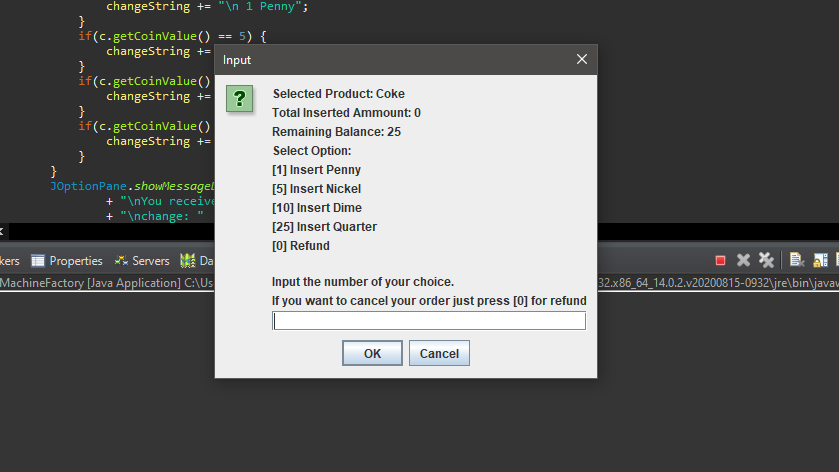 changeString += "\n 1 Penny";
}
if(c.getCoinValue() == 5) {
changeString +=
}
if(c.getCoinValue()
changeString +=
}
if(c.getCoinValue()
changeString +=
}
}
JOptionPane.showMessage
+ "\nYou receive
+ "\nchange: "
Input
?
Selected Product: Coke
Total Inserted Ammount: 0
Remaining Balance: 25
Select Option:
[1] Insert Penny
[5] Insert Nickel
[10] Insert Dime
[25] Insert Quarter
[0] Refund
Input the number of your choice.
If you want to cancel your order just press [0] for refund
OK Cancel
kers Properties Servers Da
MachineFactory [Java Application] C:\Us 32.x86_64_14.0.2.v20200815-0932\jre\bin\javaw